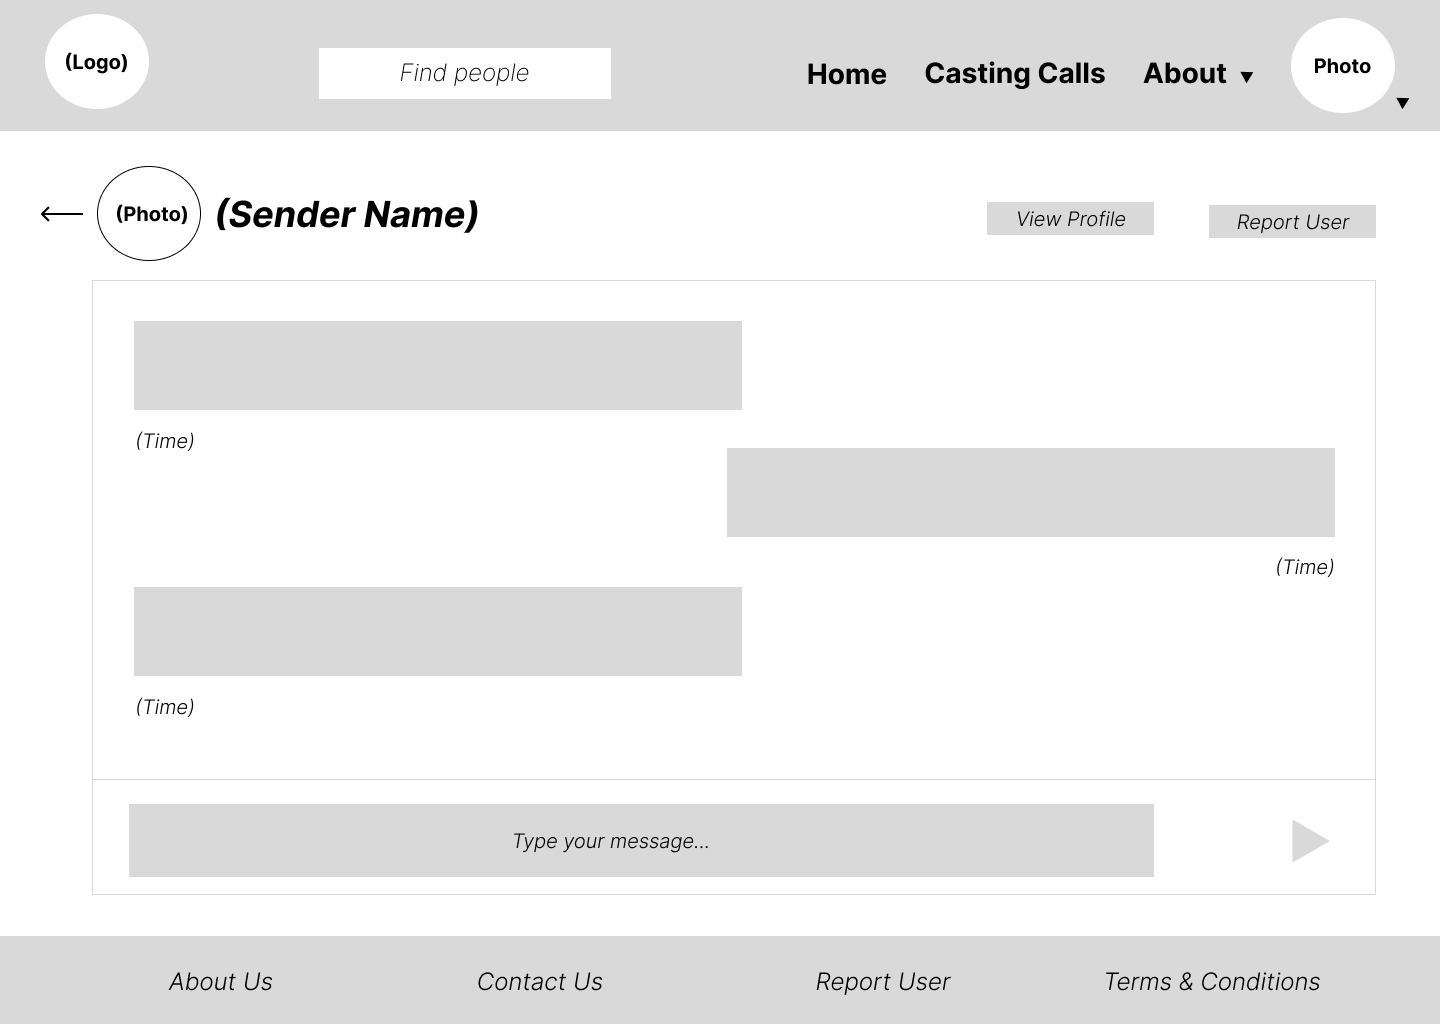 (Logo)
Find people
Home
Casting Calls
About ▼
Photo
▼
(Photo)
(Sender Name)
View Profile
Report User
(Time)
(Time)
(Time)
Type your message...
About Us
Contact Us
Report User
Terms & Conditions